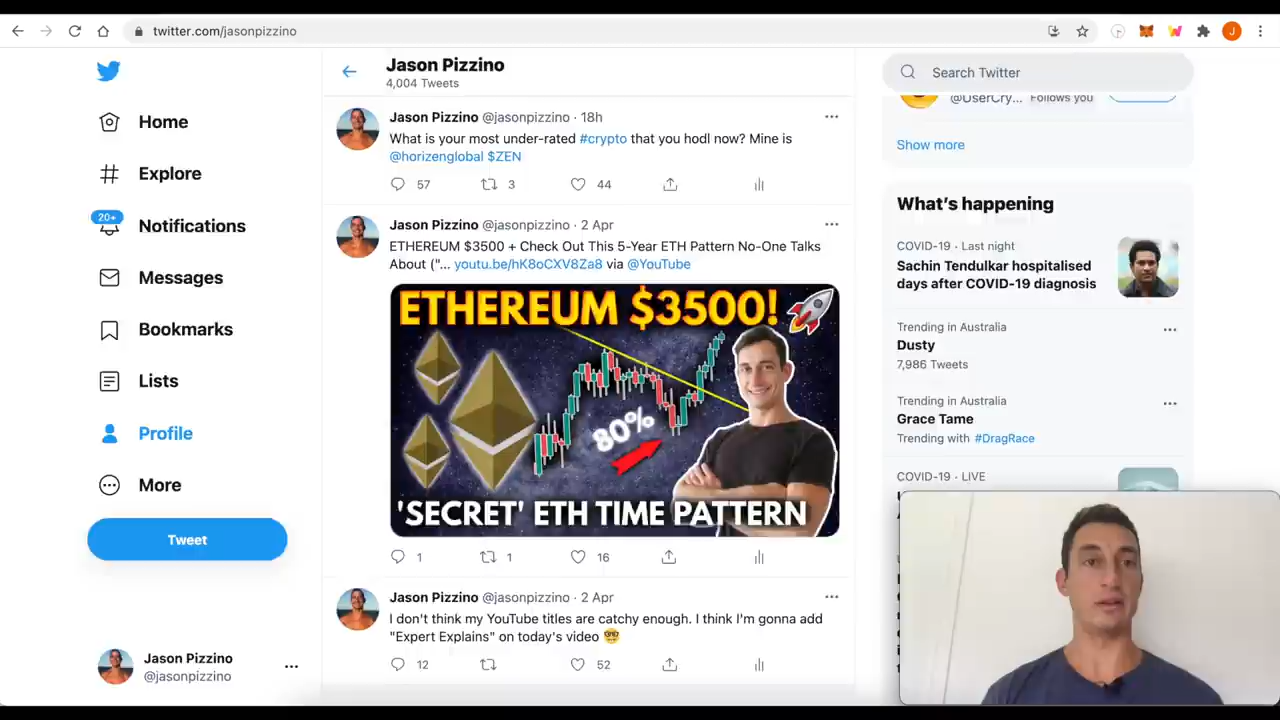 twitter.com/jasonpizzino
J
Home
Explore
20+
Notifications
Messages
Bookmarks
Lists
Profile
More
Tweet
Jason Pizzino
@jasonpizzino
Jason Pizzino
4,004 Tweets
Jason Pizzino @jasonpizzino · 18h
What is your most under-rated #crypto that you hodl now? Mine is
@horizenglobal $ZEN
57 3 44
Jason Pizzino @jasonpizzino · 2 Apr
ETHEREUM $3500 + Check Out This 5-Year ETH Pattern No-One Talks
About ("... youtu.be/hK8oCXV8Za8 via @YouTube
ETHEREUM $3500!
80%
'SECRET' ETH TIME PATTERN
1 1 16
Jason Pizzino @jasonpizzino · 2 Apr
I don't think my YouTube titles are catchy enough. I think I'm gonna add
"Expert Explains" on today's video
12 52
Search Twitter
@UserCry... Follows you
Show more
What's happening
COVID-19 · Last night
Sachin Tendulkar hospitalised
days after COVID-19 diagnosis
Trending in Australia
Dusty
7,986 Tweets
Trending in Australia
Grace Tame
Trending with #DragRace
COVID-19 · LIVE